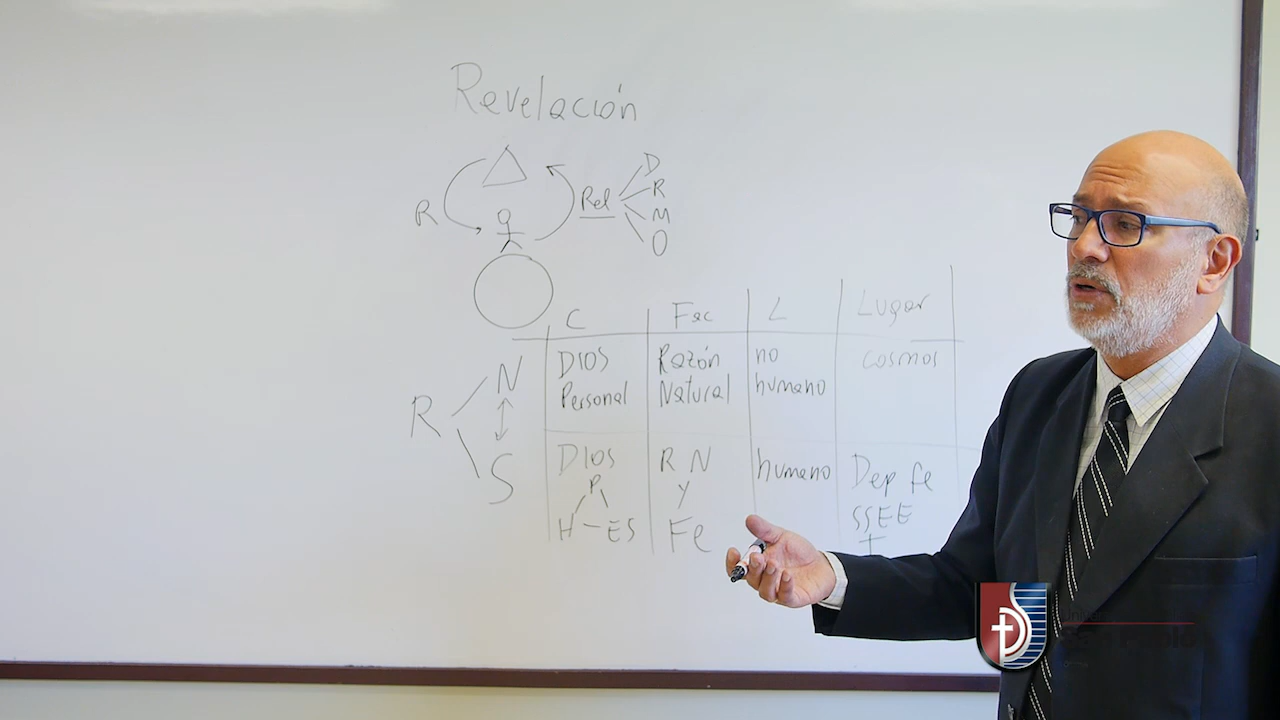 Revelación
D
R
R Rel M
O
C Fac L Lugar
N DIOS Razón no cosmos
Personal Natural humano
R
S DIOS R N humano Dep fe
P Y SSEE
H – ES Fe T